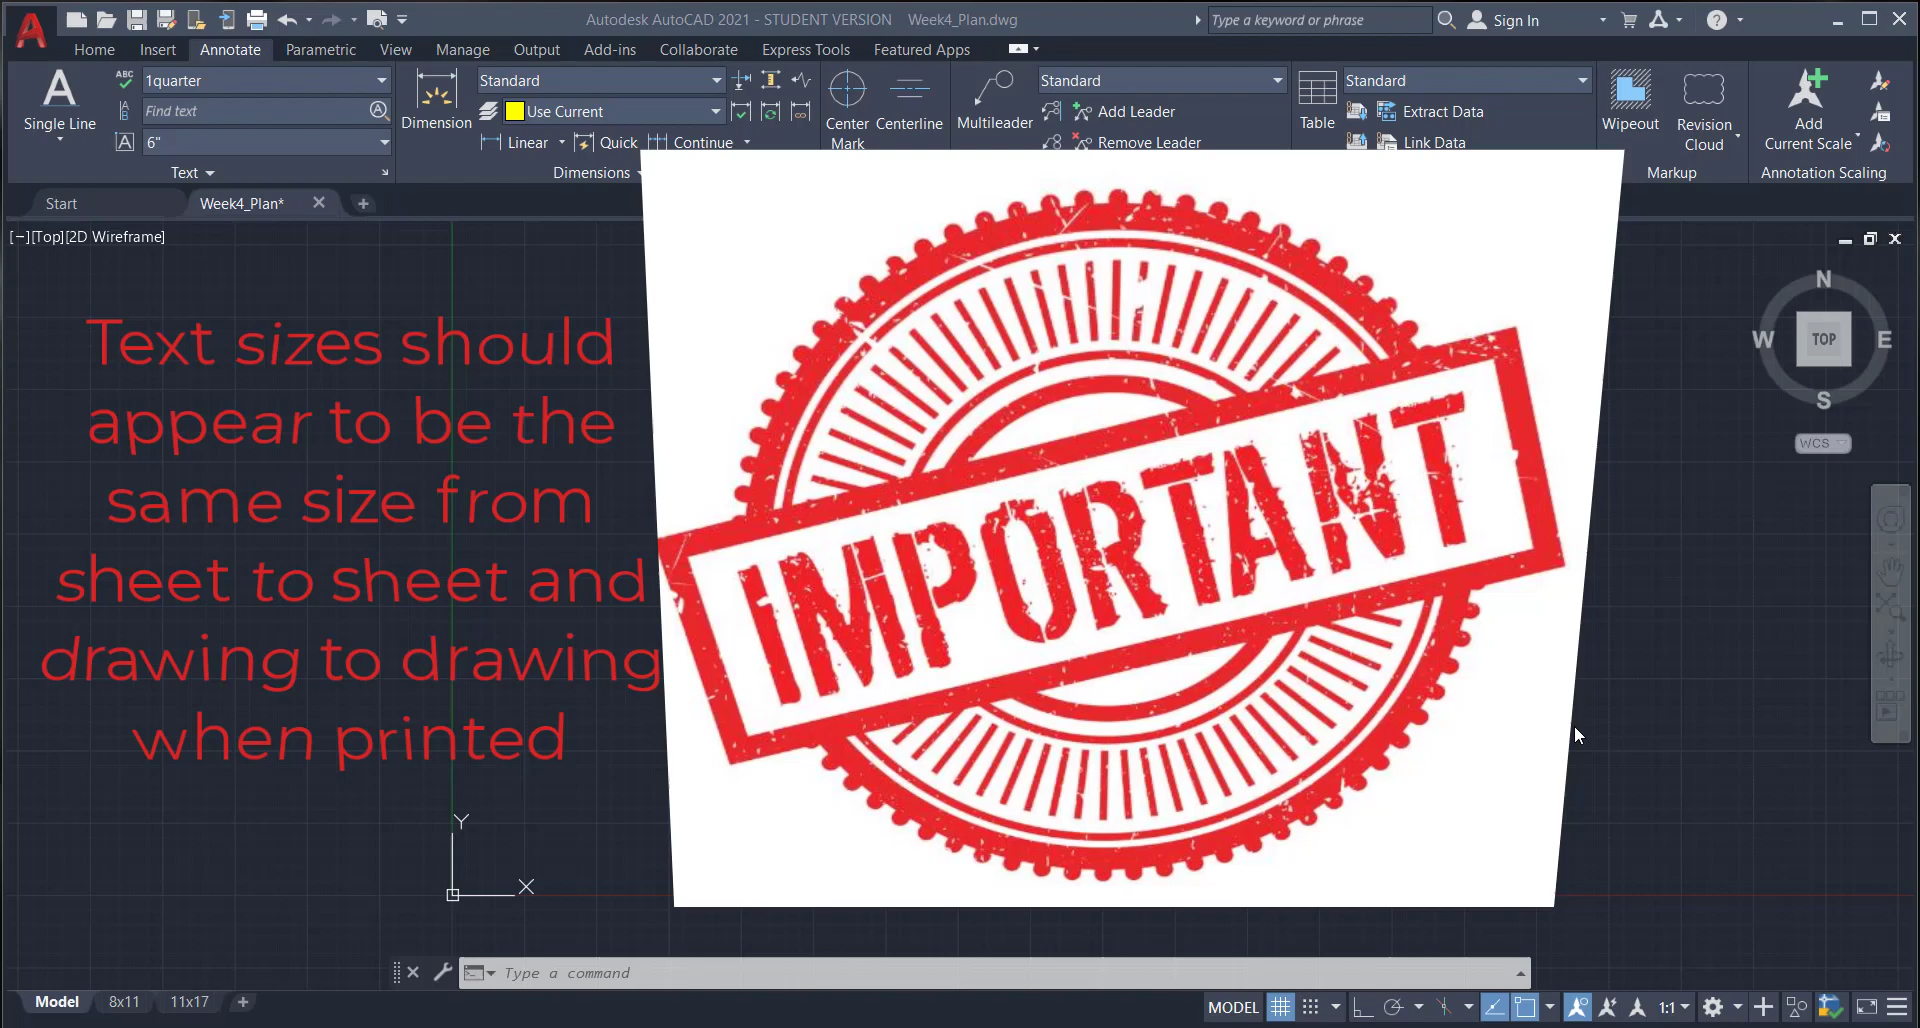 Autodesk AutoCAD 2021 - STUDENT VERSION Week4_Plan.dwg
Type a keyword or phrase
Sign In
Home Insert Annotate Parametric View Manage Output Add-ins Collaborate Express Tools Featured Apps
A
Single Line
ABC
1quarter
Find text
6"
Text
Dimension
Standard
Use Current
Linear Quick Continue
Dimensions
Center Mark
Centerline
Multileader
Standard
Add Leader
Remove Leader
Table
Standard
Extract Data
Link Data
Wipeout
Revision Cloud
Markup
Add Current Scale
Annotation Scaling
Start
Week4_Plan*
[−][Top][2D Wireframe]
Text sizes should
appear to be the
same size from
sheet to sheet and
drawing to drawing
when printed
IMPORTANT
N
W TOP E
S
WCS
Y
X
Type a command
Model 8x11 11x17
MODEL 1:1